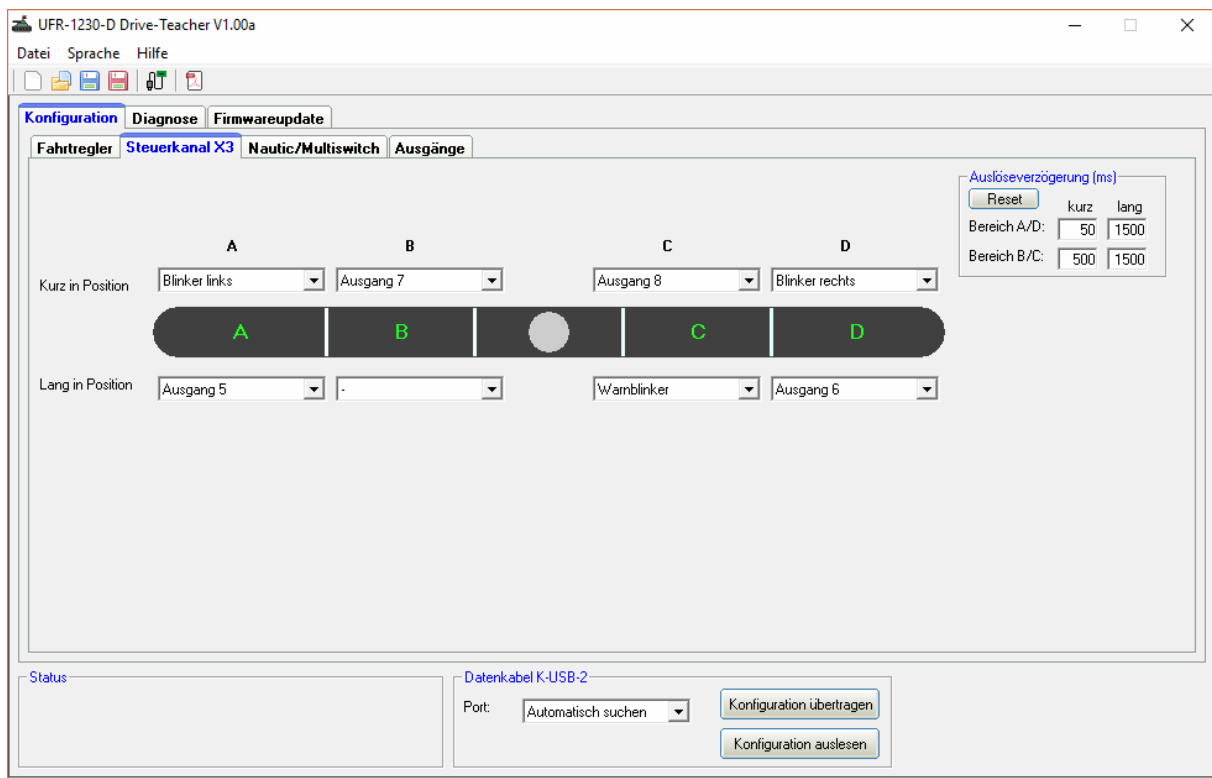 UFR-1230-D Drive-Teacher V1.00a
Datei Sprache Hilfe
Konfiguration Diagnose Firmwareupdate
Fahrtregler Steuerkanal X3 Nautic/Multiswitch Ausgänge
Auslöseverzögerung (ms)
Reset kurz lang
Bereich A/D: 50 1500
Bereich B/C: 500 1500
A B C D
Kurz in Position Blinker links Ausgang 7 Ausgang 8 Blinker rechts
A B C D
Lang in Position Ausgang 5 - Warnblinker Ausgang 6
Status
Datenkabel K-USB-2
Port: Automatisch suchen Konfiguration übertragen
Konfiguration auslesen